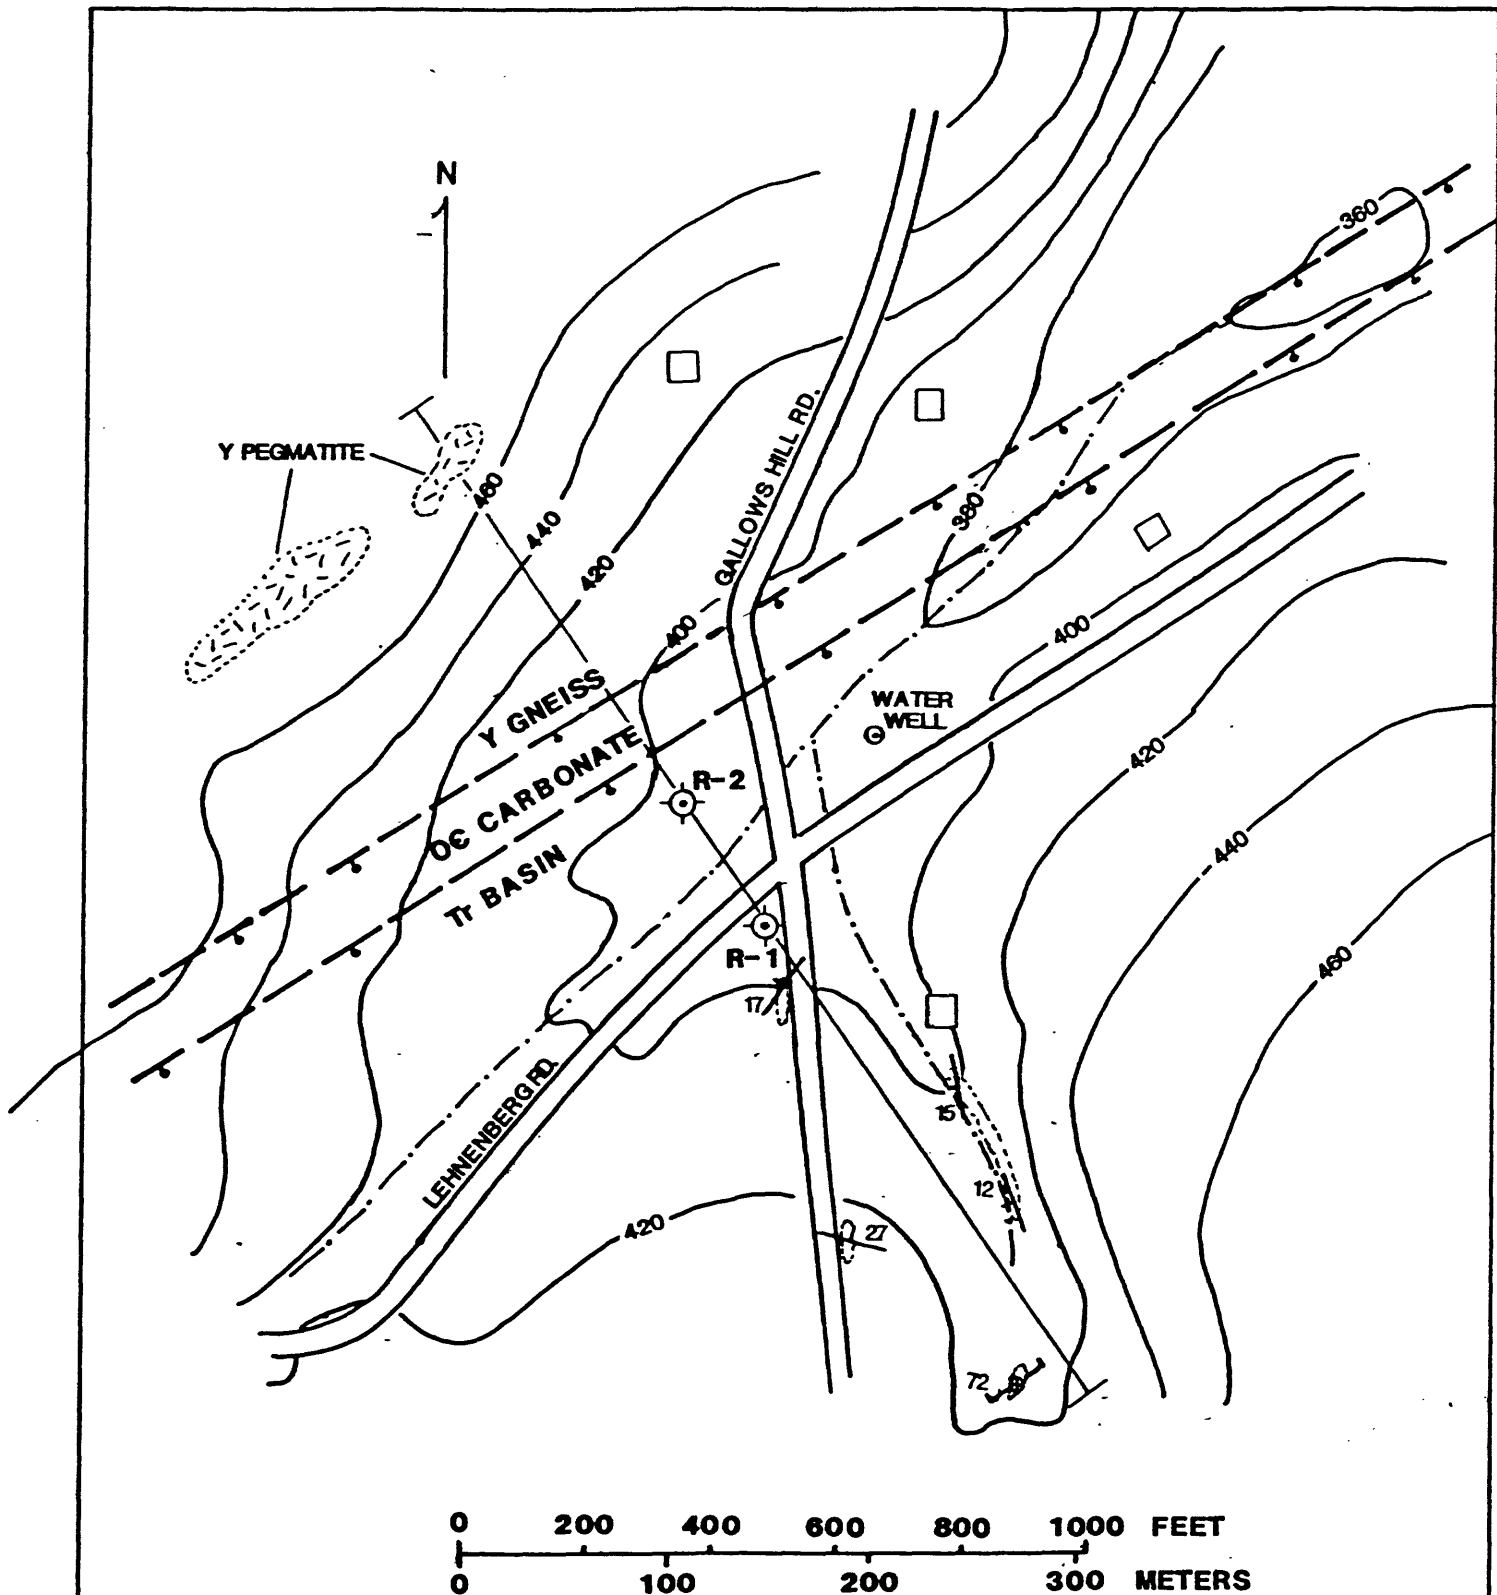 N
360
Y PEGMATITE
460
440
420
400
GALLOWS HILL RD.
380
400
Y GNEISS
OЄ CARBONATE
Tr BASIN
R-2
WATER
WELL
420
440
460
R-1
17
15
12
27
72
LEHNENBERG RD.
420
0 200 400 600 800 1000 FEET
0 100 200 300 METERS